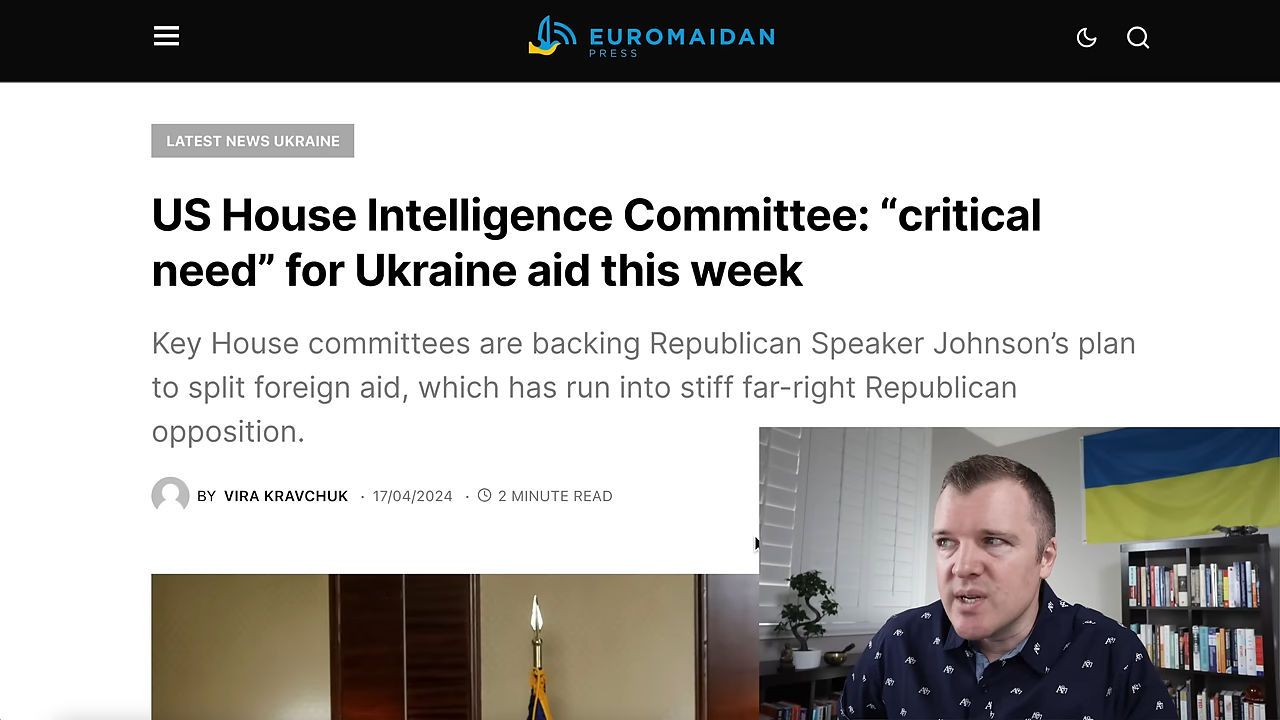 EUROMAIDAN
PRESS
LATEST NEWS UKRAINE
US House Intelligence Committee: “critical
need” for Ukraine aid this week
Key House committees are backing Republican Speaker Johnson’s plan
to split foreign aid, which has run into stiff far-right Republican
opposition.
BY VIRA KRAVCHUK · 17/04/2024 · 2 MINUTE READ